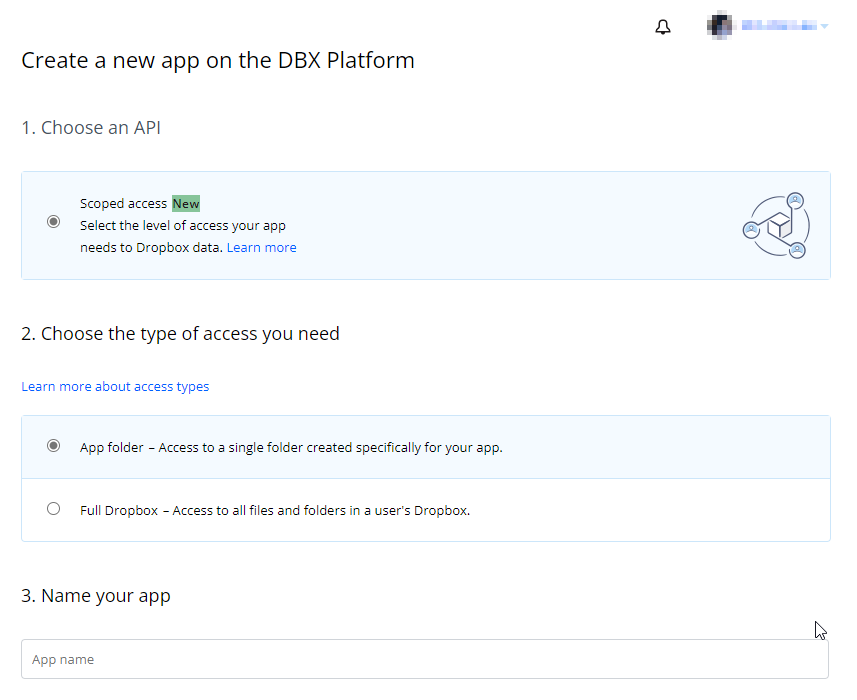 Create a new app on the DBX Platform
1. Choose an API
Scoped access New
Select the level of access your app
needs to Dropbox data. Learn more
2. Choose the type of access you need
Learn more about access types
App folder – Access to a single folder created specifically for your app.
Full Dropbox – Access to all files and folders in a user's Dropbox.
3. Name your app
App name